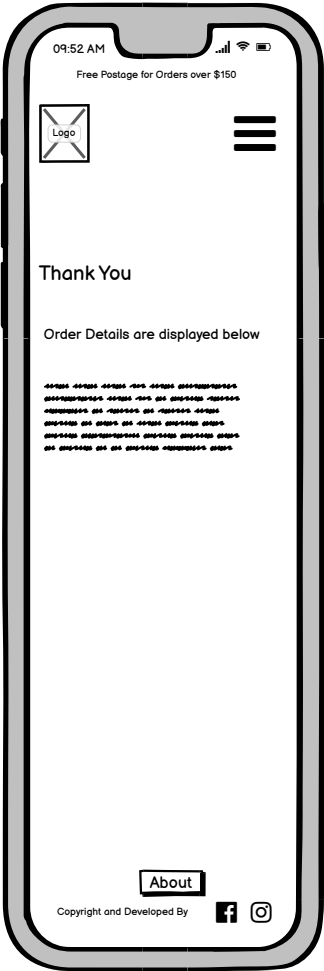 09:52 AM
Free Postage for Orders over $150
Logo
Thank You
Order Details are displayed below
About
Copyright and Developed By